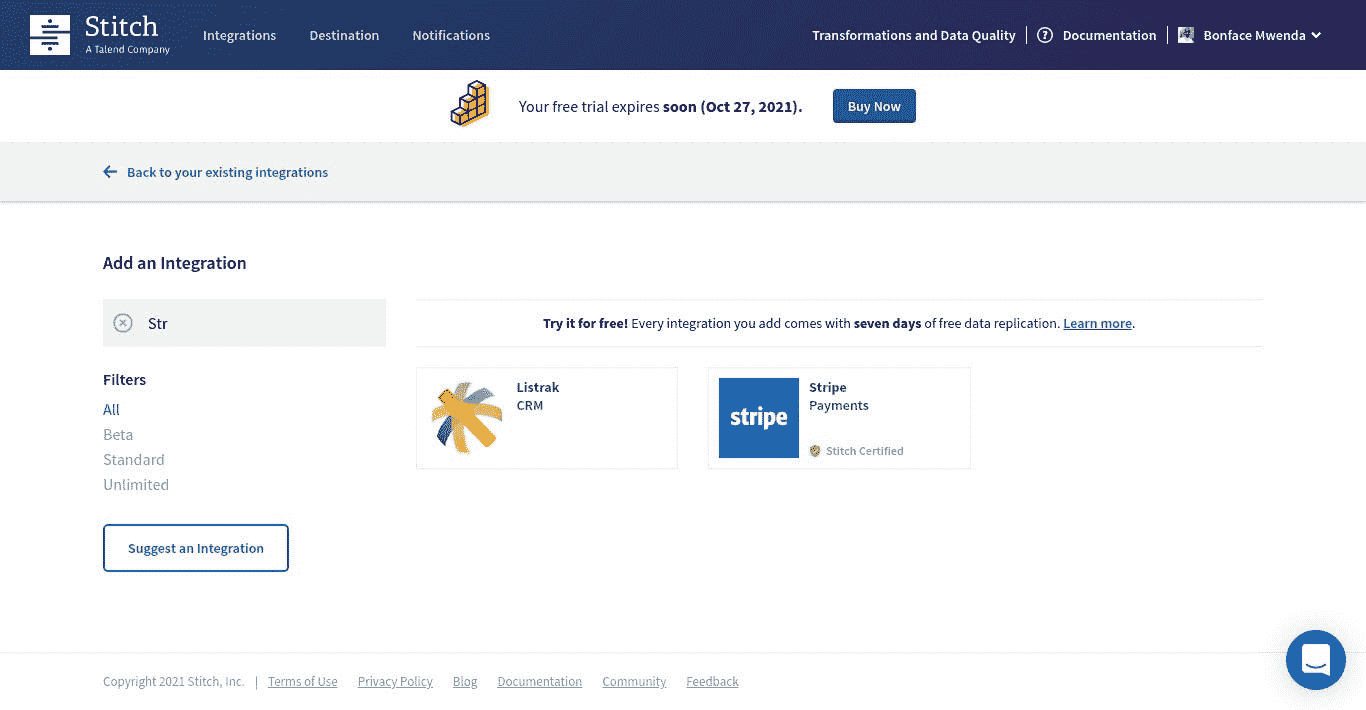 Stitch
A Talend Company
Integrations Destination Notifications
Transformations and Data Quality | Documentation | Bonface Mwenda
Your free trial expires soon (Oct 27, 2021).
Buy Now
Back to your existing integrations
Add an Integration
Str
Try it for free! Every integration you add comes with seven days of free data replication. Learn more.
Filters
All
Beta
Standard
Unlimited
Suggest an Integration
Listrak
CRM
stripe
Stripe
Payments
Stitch Certified
Copyright 2021 Stitch, Inc. | Terms of Use Privacy Policy Blog Documentation Community Feedback